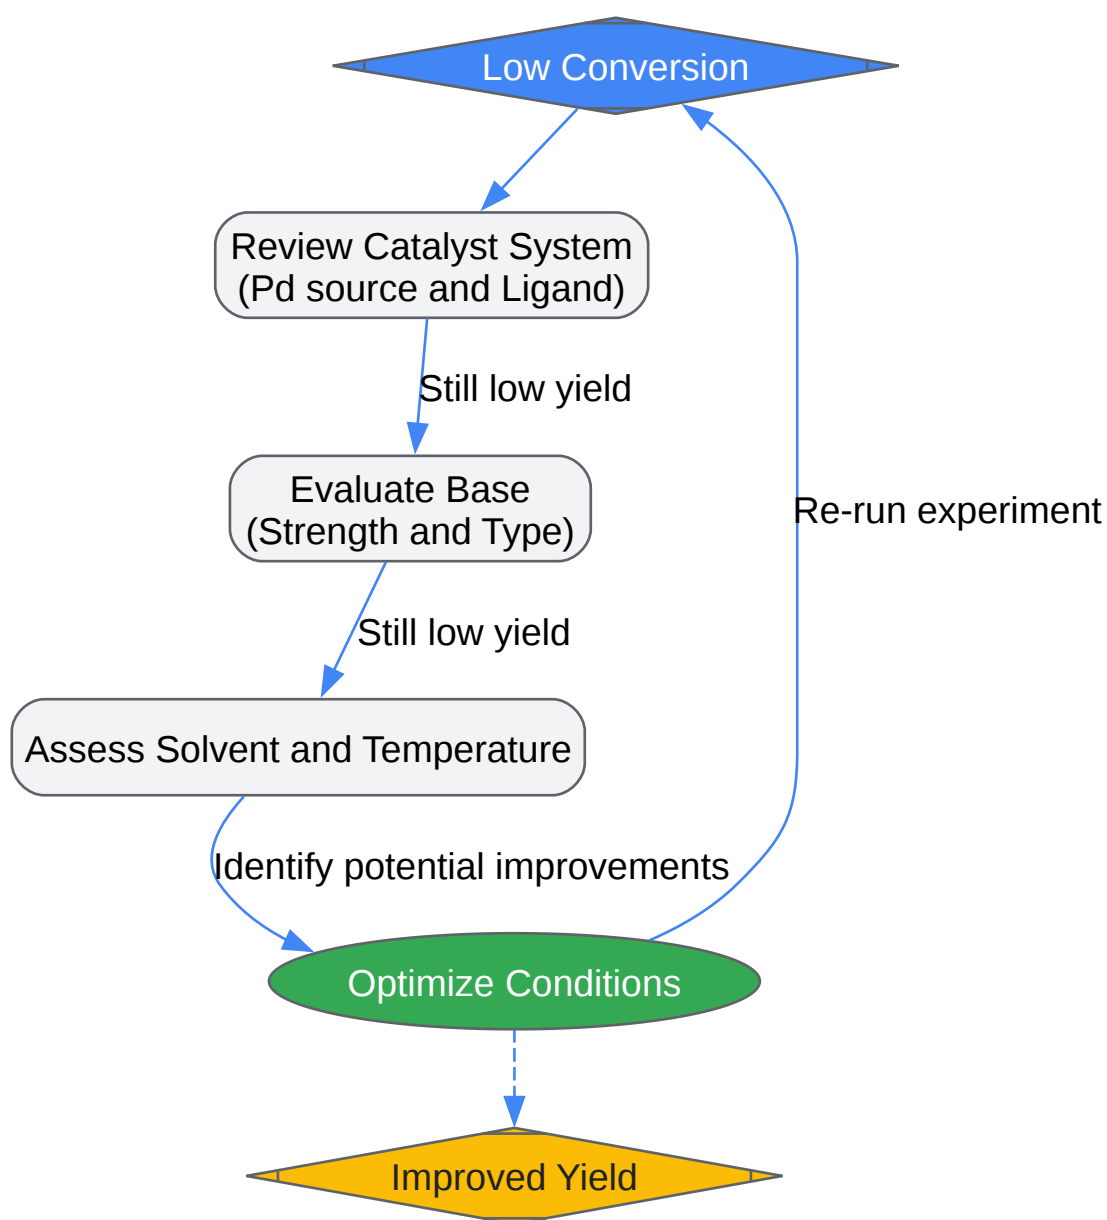 Low Conversion
Review Catalyst System
(Pd source and Ligand)
Still low yield
Evaluate Base
(Strength and Type)
Re-run experiment
Still low yield
Assess Solvent and Temperature
Identify potential improvements
Optimize Conditions
Improved Yield